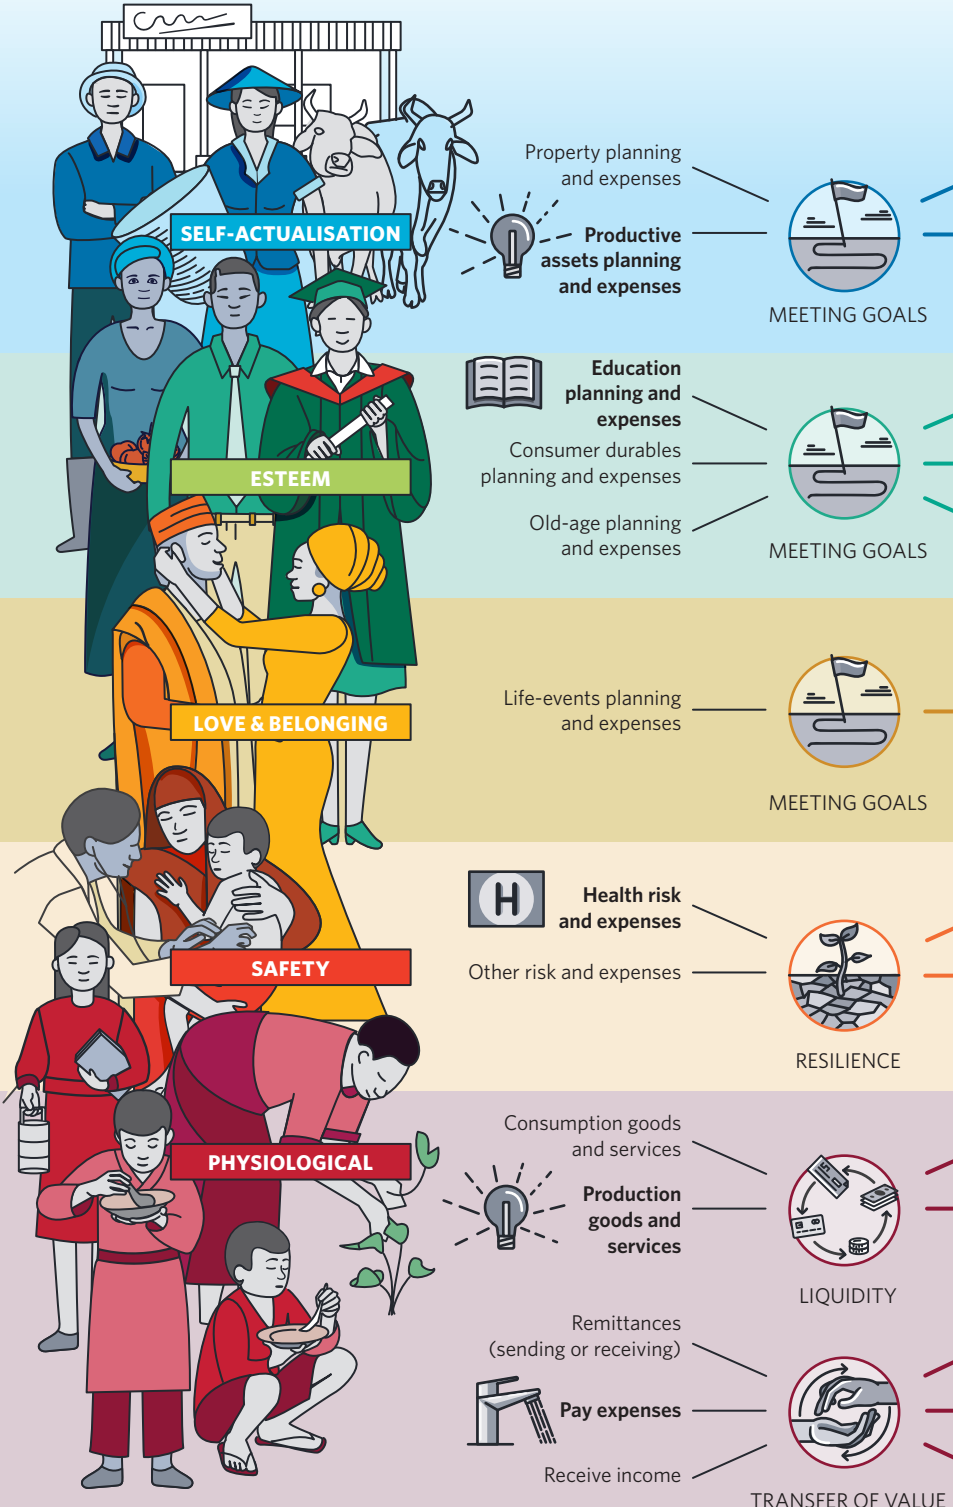 Property planning
and expenses
SELF-ACTUALISATION
Productive
assets planning
and expenses
MEETING GOALS
Education
planning and
expenses
Consumer durables
planning and expenses
ESTEEM
Old-age planning
and expenses
MEETING GOALS
Life-events planning
and expenses
LOVE & BELONGING
MEETING GOALS
H
Health risk
and expenses
SAFETY
Other risk and expenses
RESILIENCE
Consumption goods
and services
PHYSIOLOGICAL
Production
goods and
services
LIQUIDITY
Remittances
(sending or receiving)
Pay expenses
Receive income
TRANSFER OF VALUE